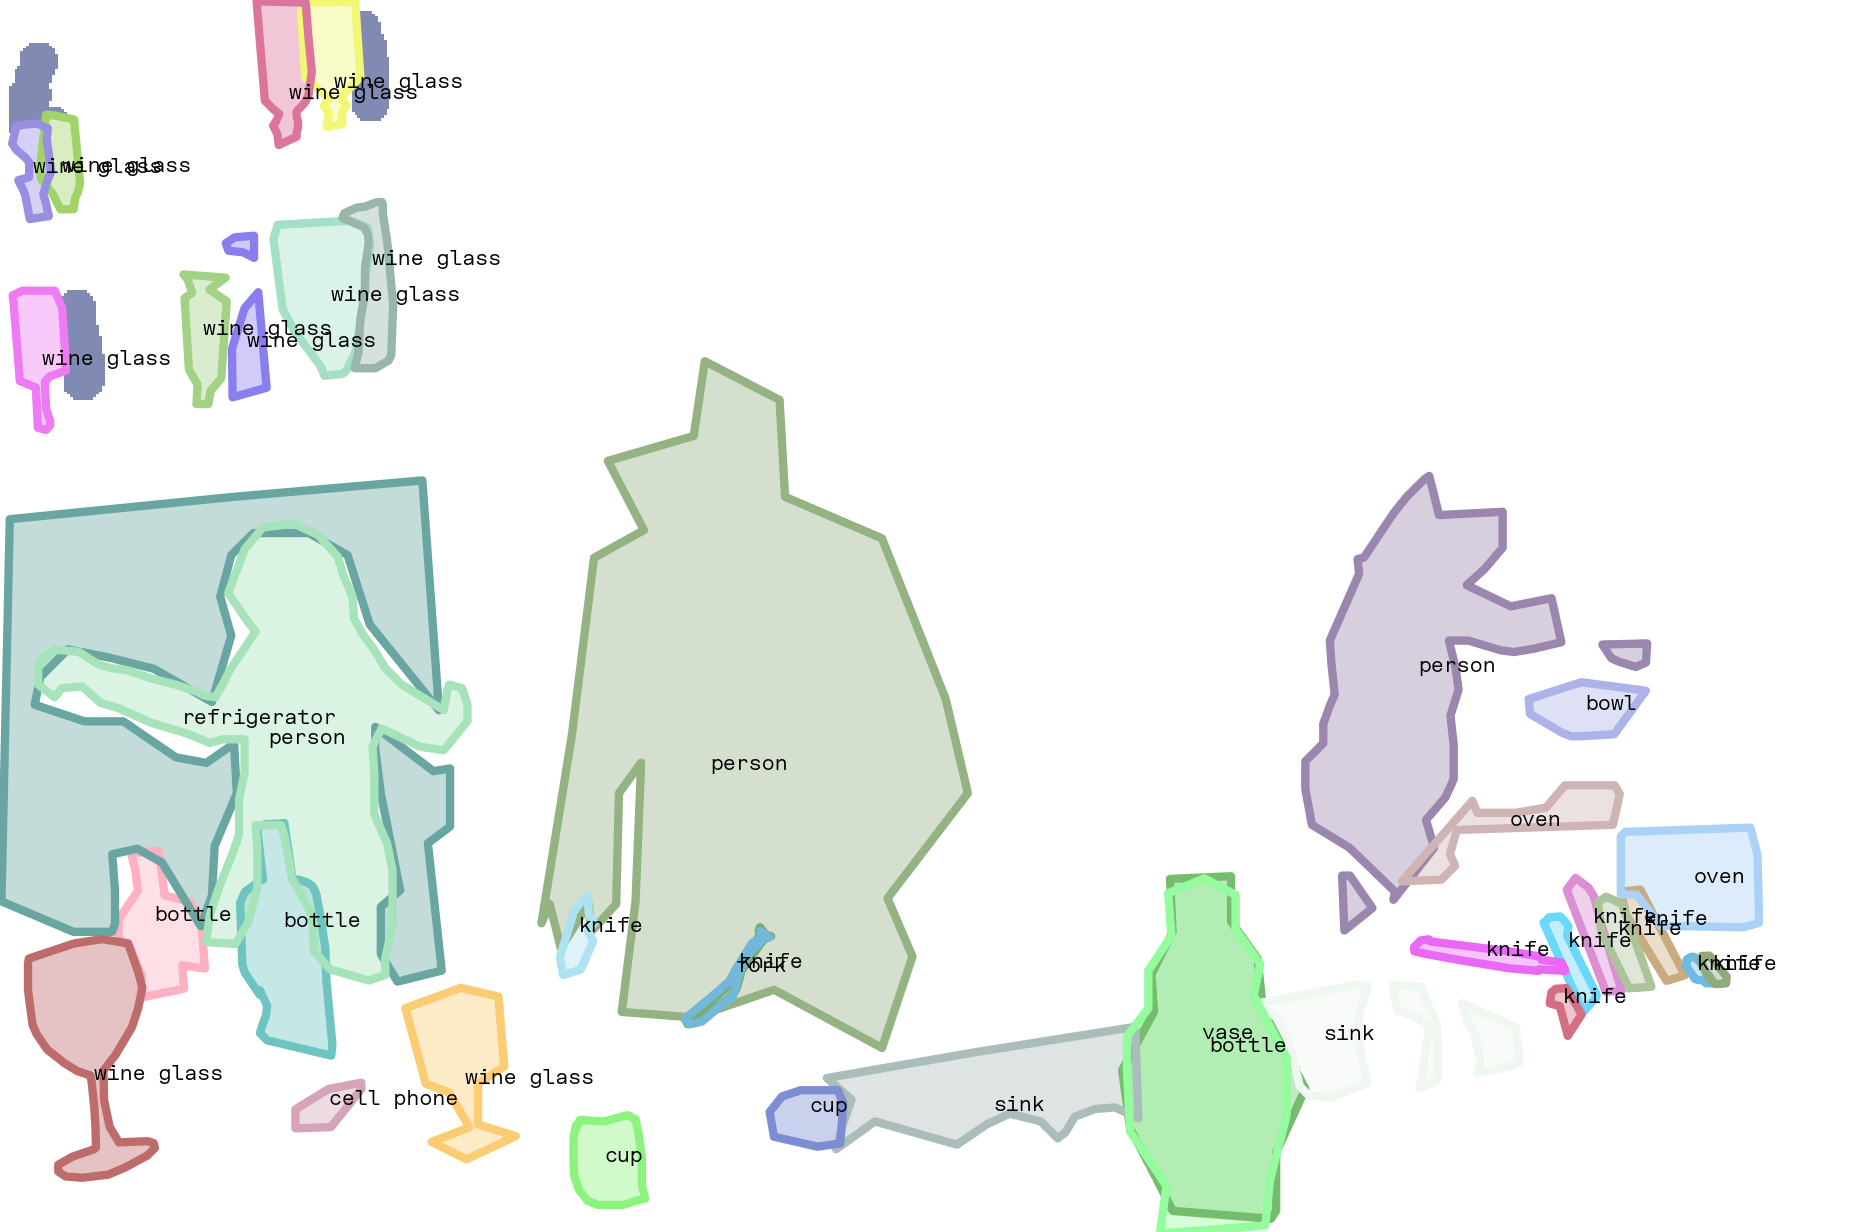 wine glass
wine glass
wine glass
wine glass
wine glass
wine glass
wine glass
wine glass
wine glass
person
bowl
refrigerator
person
person
oven
oven
bottle
bottle
knife
knife
knife
knife
knife
knife
knife
fork
knife
knife
knife
vase
sink
bottle
wine glass
wine glass
cell phone
cup
sink
cup